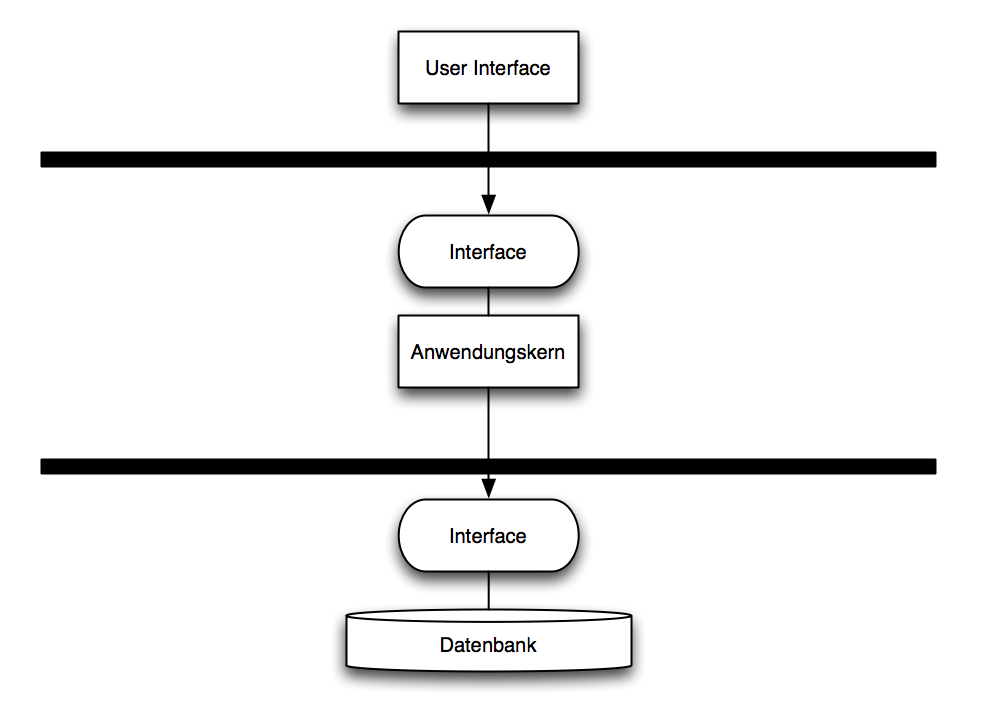 User Interface
Interface
Anwendungskern
Interface
Datenbank